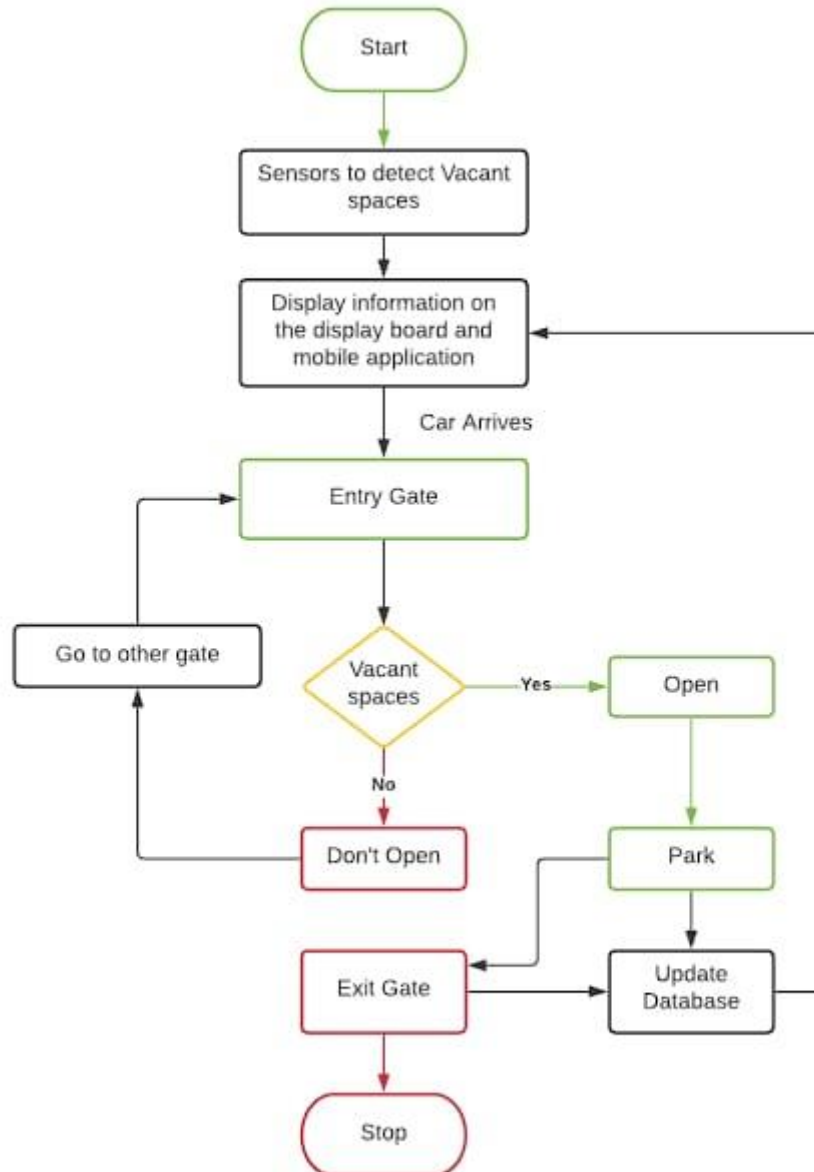 Start
Sensors to detect Vacant
spaces
Display information on
the display board and
mobile application
Car Arrives
Entry Gate
Go to other gate
Vacant
spaces
Yes
Open
No
Don't Open
Park
Exit Gate
Update
Database
Stop